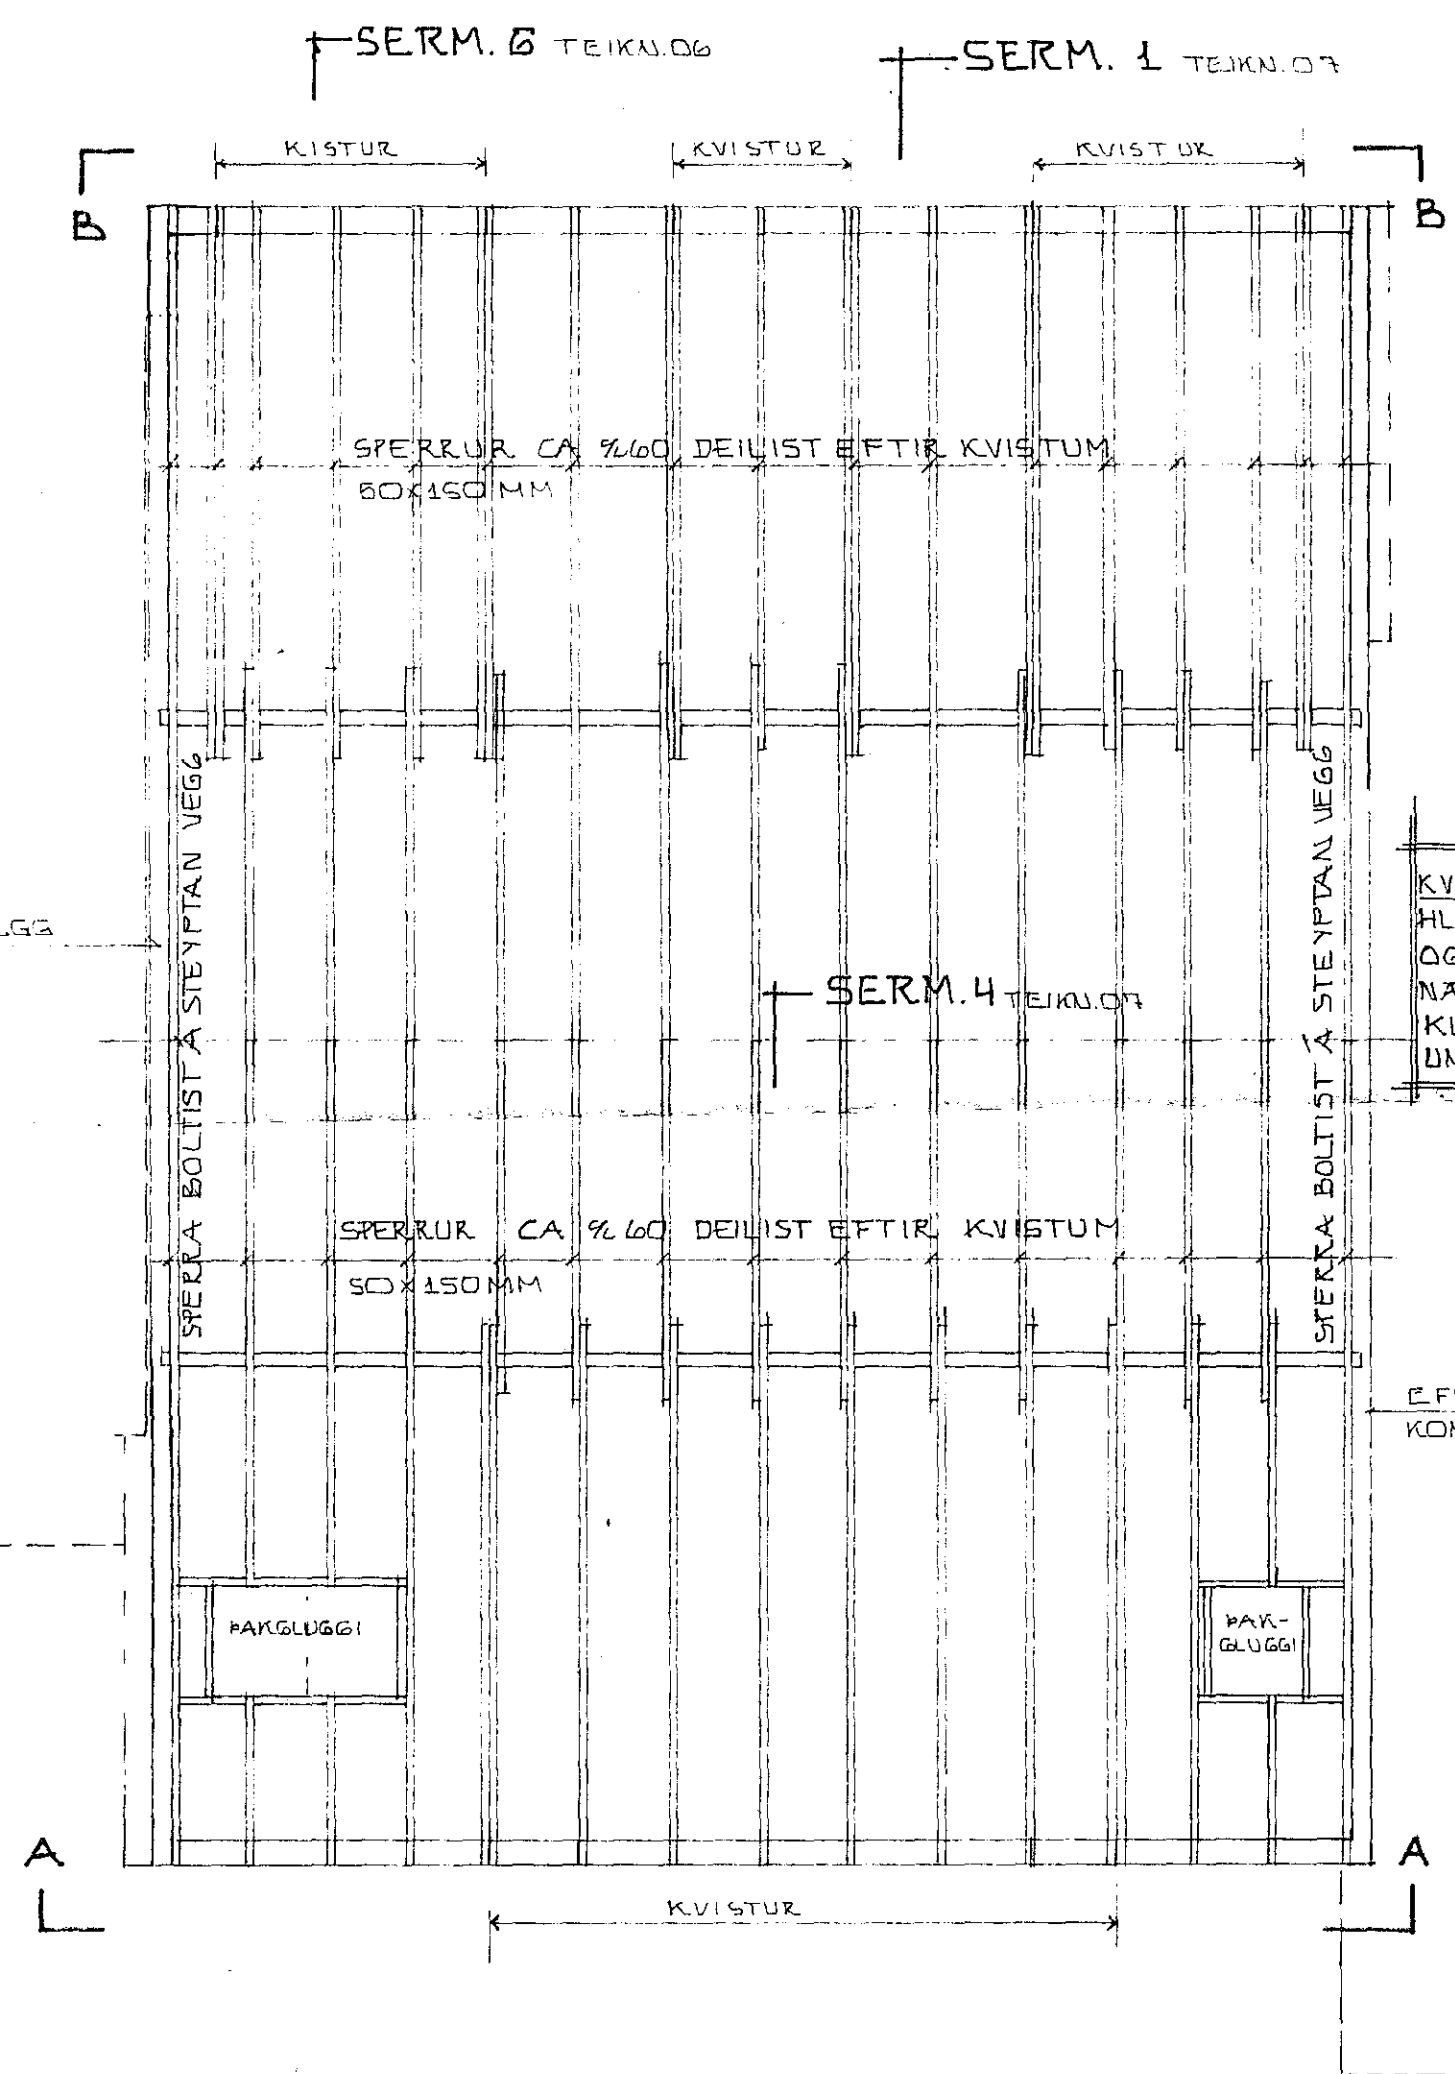 SERM. 6 TEIKN.06
SERM. 1 TEIKN.07
KISTUR
KVISTUR
KVISTUR
B
B
SPERRUR CA % 60 DEILIST EFTIR KVISTUM
50X150 MM
SPERRA BOLTIST Á STEYPTAN VEGG
SPERRA BOLTIST Á STEYPTAN VEGG
SERM. 4 TEIKN.07
SPERRUR CA % 60 DEILIST EFTIR KVISTUM
50X150 MM
ÞAKGLUGGI
ÞAK-
GLUGGI
A
A
KVISTUR